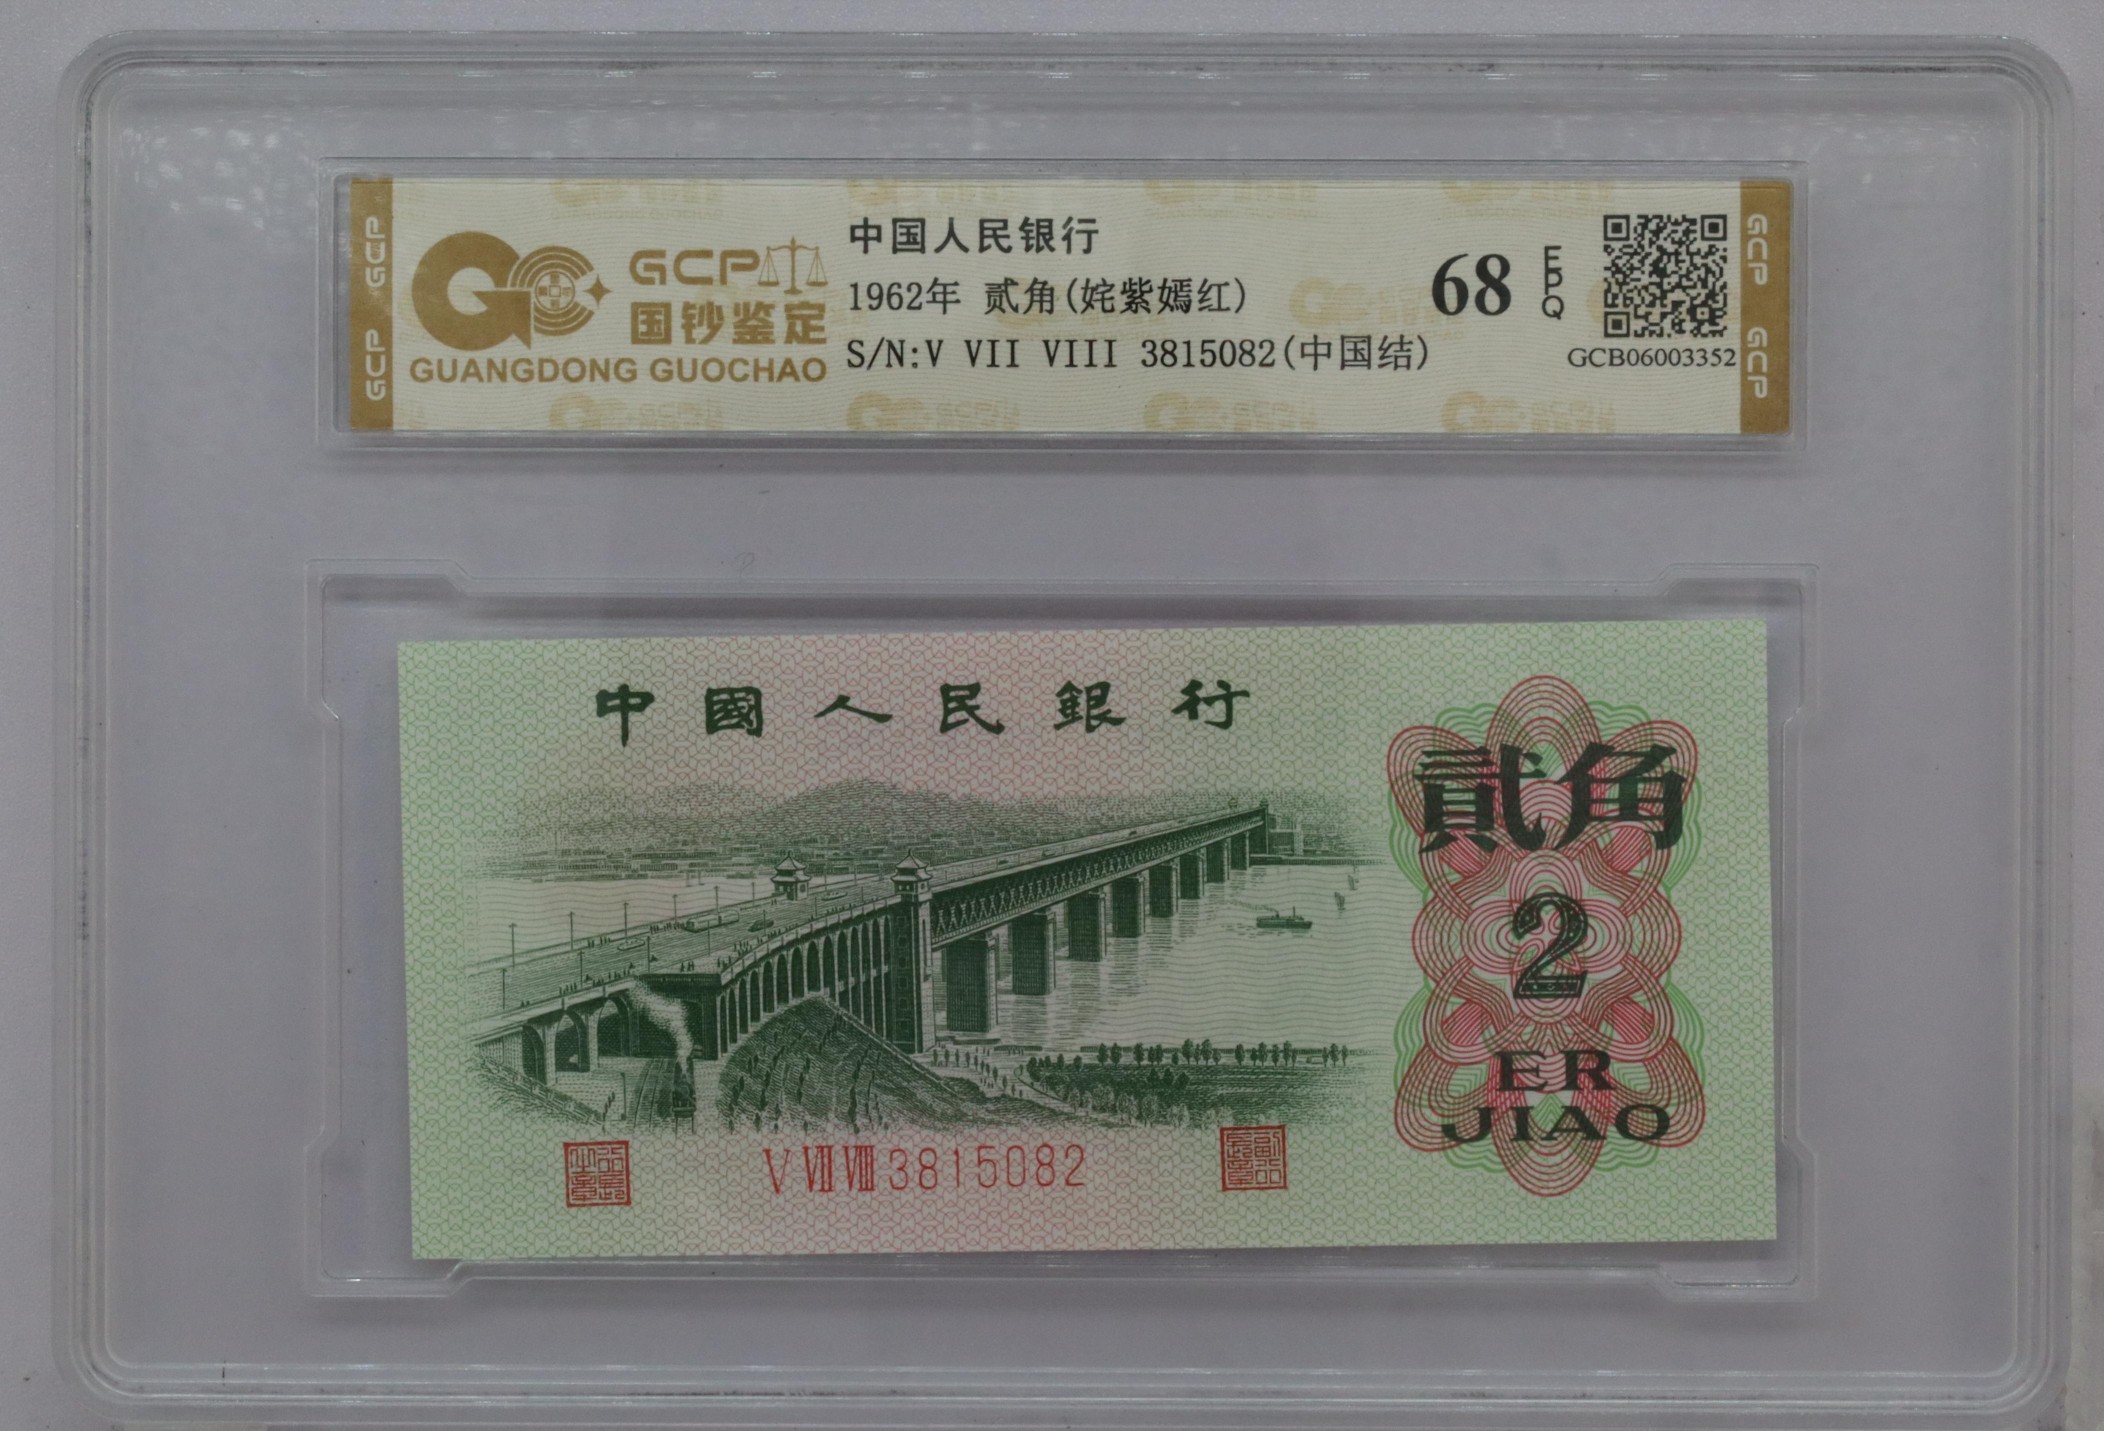 GCP GCP
GCP
国钞鉴定
GUANGDONG GUOCHAO
中国人民银行
1962年 贰角(姹紫嫣红)
S/N:V VII VIII 3815082(中国结)
68
EPQ
GCB06003352
GCP GCP
中國人民銀行
貳角
2
ER
JIAO
V VII VIII 3815082